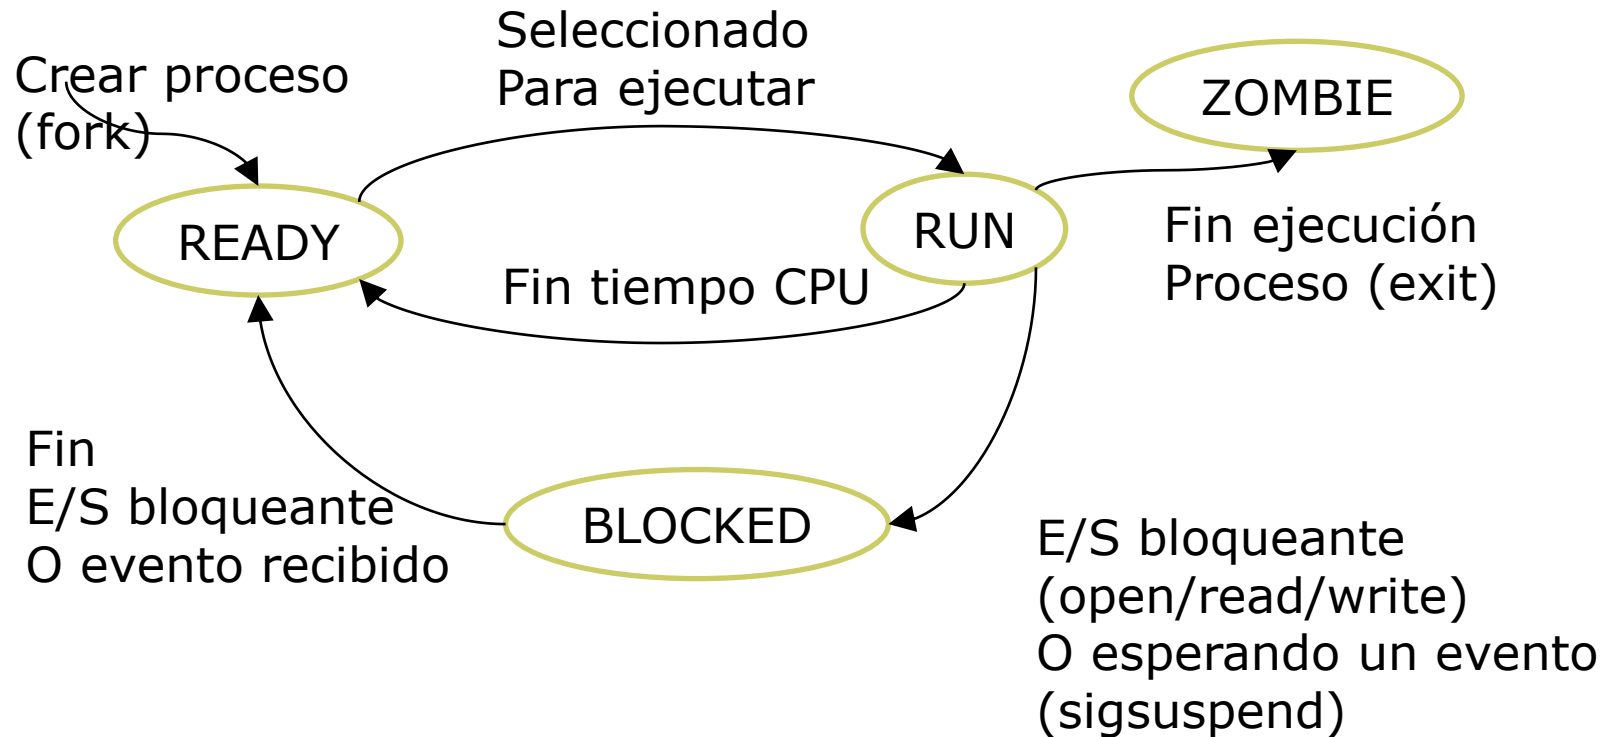 Seleccionado
Para ejecutar
Crear proceso
(fork)
ZOMBIE
READY
RUN
Fin ejecución
Proceso (exit)
Fin tiempo CPU
Fin
E/S bloqueante
O evento recibido
BLOCKED
E/S bloqueante
(open/read/write)
O esperando un evento
(sigsuspend)